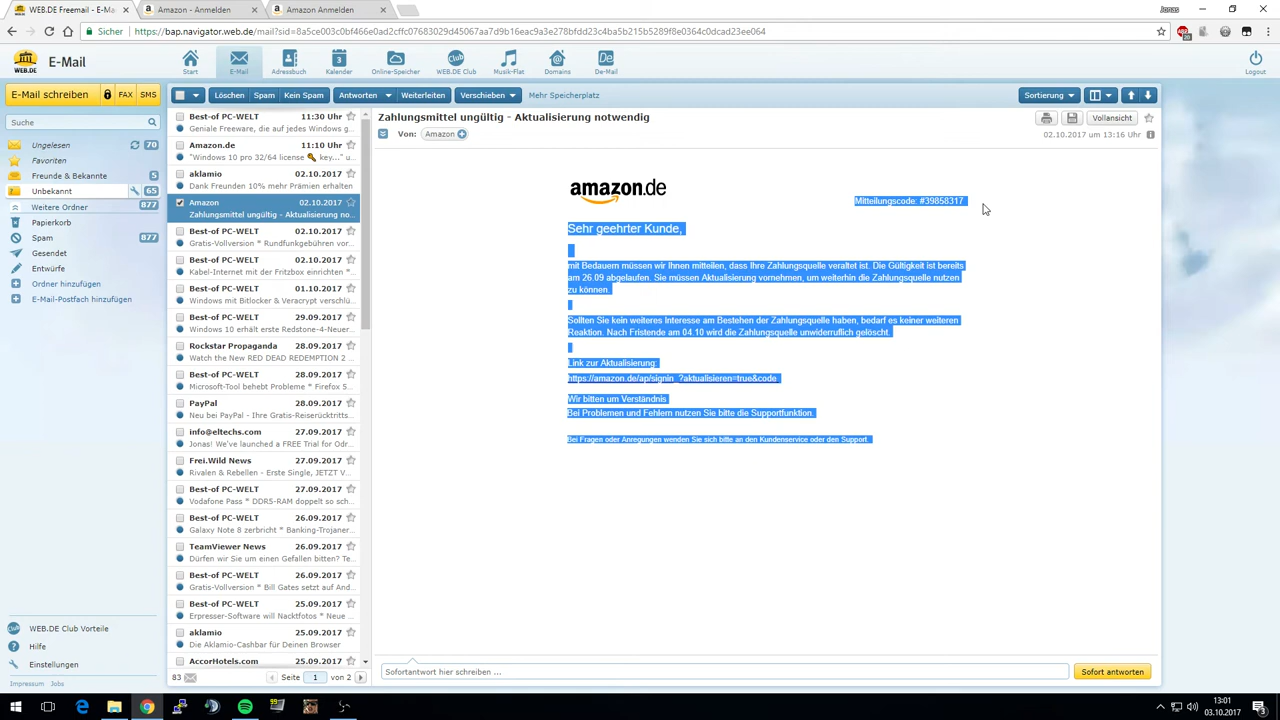 WEB.DE Freemail - E-Ma
Amazon - Anmelden
Amazon Anmelden
Jonas
Sicher
https://bap.navigator.web.de/mail?sid=8a5ce003c0bf466e0ad2cffc07683029d45067aa7d9b16eac9a3e278bfdd23c4ba5b215b5289f8e0364c0dcad23ee064
WEB.DE
E-Mail
Start
E-Mail
Adressbuch
3
Kalender
Online-Speicher
Club
WEB.DE Club
Musik-Flat
Domains
De
De-Mail
Logout
E-Mail schreiben
FAX
SMS
Löschen
Spam
Kein Spam
Antworten
Weiterleiten
Verschieben
Mehr Speicherplatz
Sortierung
Suche
Ungelesen 70
Favoriten
Freunde & Bekannte 5
Unbekannt 65
Weitere Ordner 877
Papierkorb
Spam 877
Gesendet
Entwürfe
Ordner hinzufügen
E-Mail-Postfach hinzufügen
WEB.DE Club Vorteile
Hilfe
Einstellungen
Impressum Jobs
Best-of PC-WELT 11:30 Uhr
Geniale Freeware, die auf jedes Windows g...
Amazon.de 11:10 Uhr
"Windows 10 pro 32/64 license 🔑 key..." u...
aklamio 02.10.2017
Dank Freunden 10% mehr Prämien erhalten
Amazon 02.10.2017
Zahlungsmittel ungültig - Aktualisierung no...
Best-of PC-WELT 02.10.2017
Gratis-Vollversion * Rundfunkgebühren vor...
Best-of PC-WELT 02.10.2017
Kabel-Internet mit der Fritzbox einrichten * ...
Best-of PC-WELT 01.10.2017
Windows mit Bitlocker & Veracrypt verschlü...
Best-of PC-WELT 29.09.2017
Windows 10 erhält erste Redstone-4-Neuer...
Rockstar Propaganda 28.09.2017
Watch the New RED DEAD REDEMPTION 2 ...
Best-of PC-WELT 28.09.2017
Microsoft-Tool behebt Probleme * Firefox 5...
PayPal 28.09.2017
Neu bei PayPal - Ihre Gratis-Reiserücktritts...
info@eltechs.com 28.09.2017
Jonas! We've launched a FREE Trial for Odr...
Frei.Wild News 27.09.2017
Rivalen & Rebellen - Erste Single, JETZT V...
Best-of PC-WELT 27.09.2017
Vodafone Pass * DDR5-RAM doppelt so sch...
Best-of PC-WELT 26.09.2017
Galaxy Note 8 zerbricht * Banking-Trojaner...
TeamViewer News 26.09.2017
Dürfen wir Sie um einen Gefallen bitten? Te...
Best-of PC-WELT 26.09.2017
Gratis-Vollversion * Bill Gates setzt auf And...
Best-of PC-WELT 25.09.2017
Erpresser-Software will Nacktfotos * Neue ...
aklamio 25.09.2017
Die Aklamio-Cashbar für Deinen Browser
AccorHotels.com 25.09.2017
83
Seite 1 von 2
Zahlungsmittel ungültig - Aktualisierung notwendig
Vollansicht
Von: Amazon
02.10.2017 um 13:16 Uhr
amazon.de
Mitteilungscode: #39858317
Sehr geehrter Kunde,
mit Bedauern müssen wir Ihnen mitteilen, dass Ihre Zahlungsquelle veraltet ist. Die Gültigkeit ist bereits
am 26.09 abgelaufen. Sie müssen Aktualisierung vornehmen, um weiterhin die Zahlungsquelle nutzen
zu können.
Sollten Sie kein weiteres Interesse am Bestehen der Zahlungsquelle haben, bedarf es keiner weiteren
Reaktion. Nach Fristende am 04.10 wird die Zahlungsquelle unwiderruflich gelöscht.
Link zur Aktualisierung:
https://amazon.de/ap/signin_?aktualisieren=true&code_
Wir bitten um Verständnis
Bei Problemen und Fehlern nutzen Sie bitte die Supportfunktion.
Bei Fragen oder Anregungen wenden Sie sich bitte an den Kundenservice oder den Support.
Sofortantwort hier schreiben ...
Sofort antworten
13:01
03.10.2017